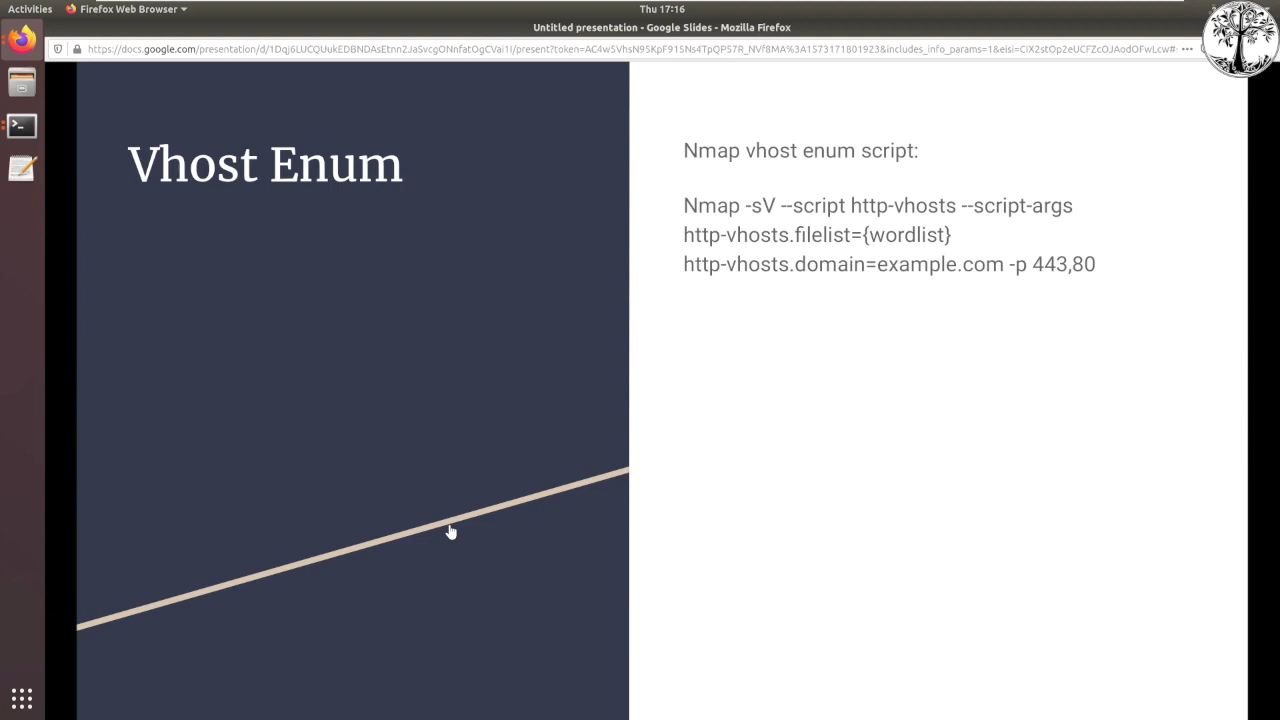 Activities
Firefox Web Browser
Thu 17:16
Untitled presentation - Google Slides - Mozilla Firefox
Vhost Enum
Nmap vhost enum script:
Nmap -sV --script http-vhosts --script-args
http-vhosts.filelist={wordlist}
http-vhosts.domain=example.com -p 443,80